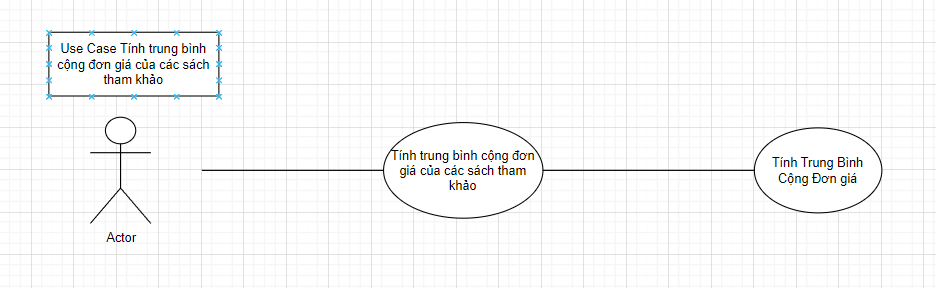 Use Case Tính trung bình
cộng đơn giá của các sách
tham khảo
Tính trung bình cộng đơn
giá của các sách tham
khảo
Tính Trung Bình
Cộng Đơn giá
Actor